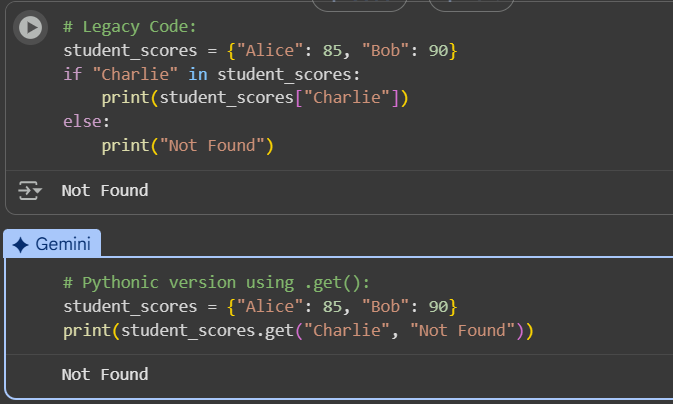 # Legacy Code:
student_scores = {"Alice": 85, "Bob": 90}
if "Charlie" in student_scores:
    print(student_scores["Charlie"])
else:
    print("Not Found")
Not Found
Gemini
# Pythonic version using .get():
student_scores = {"Alice": 85, "Bob": 90}
print(student_scores.get("Charlie", "Not Found"))
Not Found